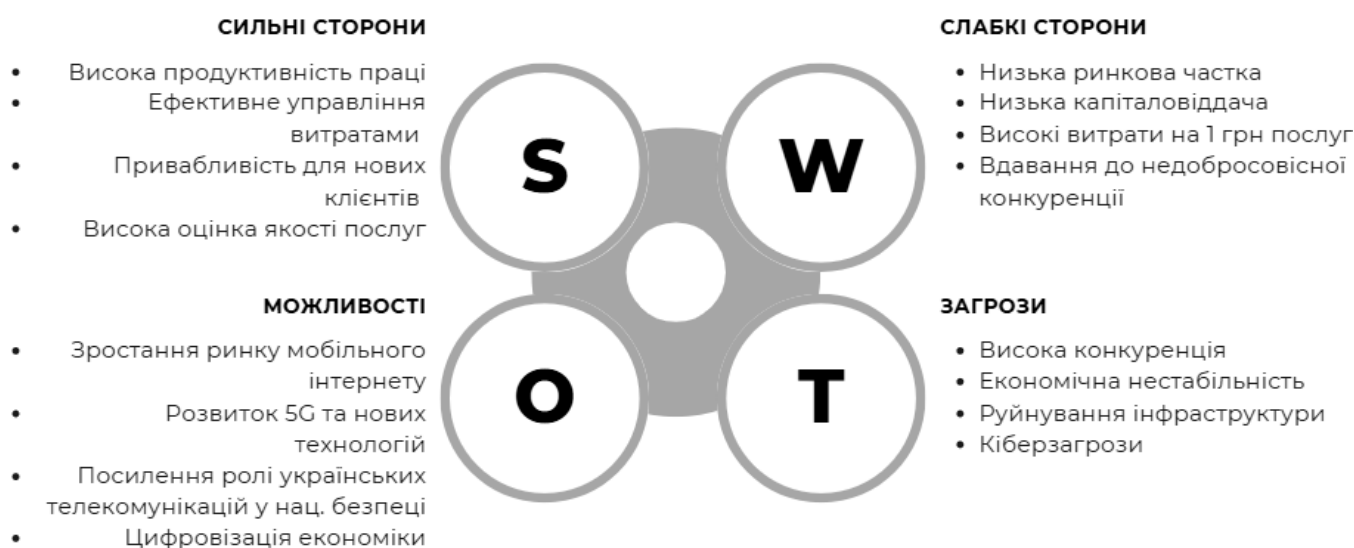 СИЛЬНІ СТОРОНИ
• Висока продуктивність праці
• Ефективне управління
витратами
• Привабливість для нових
клієнтів
• Висока оцінка якості послуг
S
W
СЛАБКІ СТОРОНИ
• Низька ринкова частка
• Низька капіталовіддача
• Високі витрати на 1 грн послуг
• Вдавання до недобросовісної
конкуренції
МОЖЛИВОСТІ
• Зростання ринку мобільного
інтернету
• Розвиток 5G та нових
технологій
• Посилення ролі українських
телекомунікацій у нац. безпеці
• Цифровізація економіки
O
T
ЗАГРОЗИ
• Висока конкуренція
• Економічна нестабільність
• Руйнування інфраструктури
• Кіберзагрози